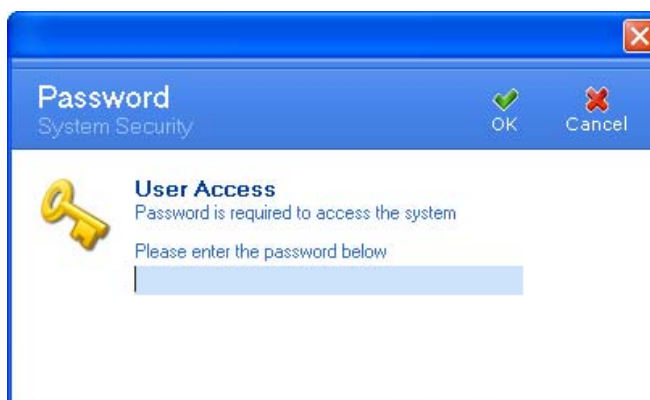 Password
System Security
OK
Cancel
User Access
Password is required to access the system
Please enter the password below